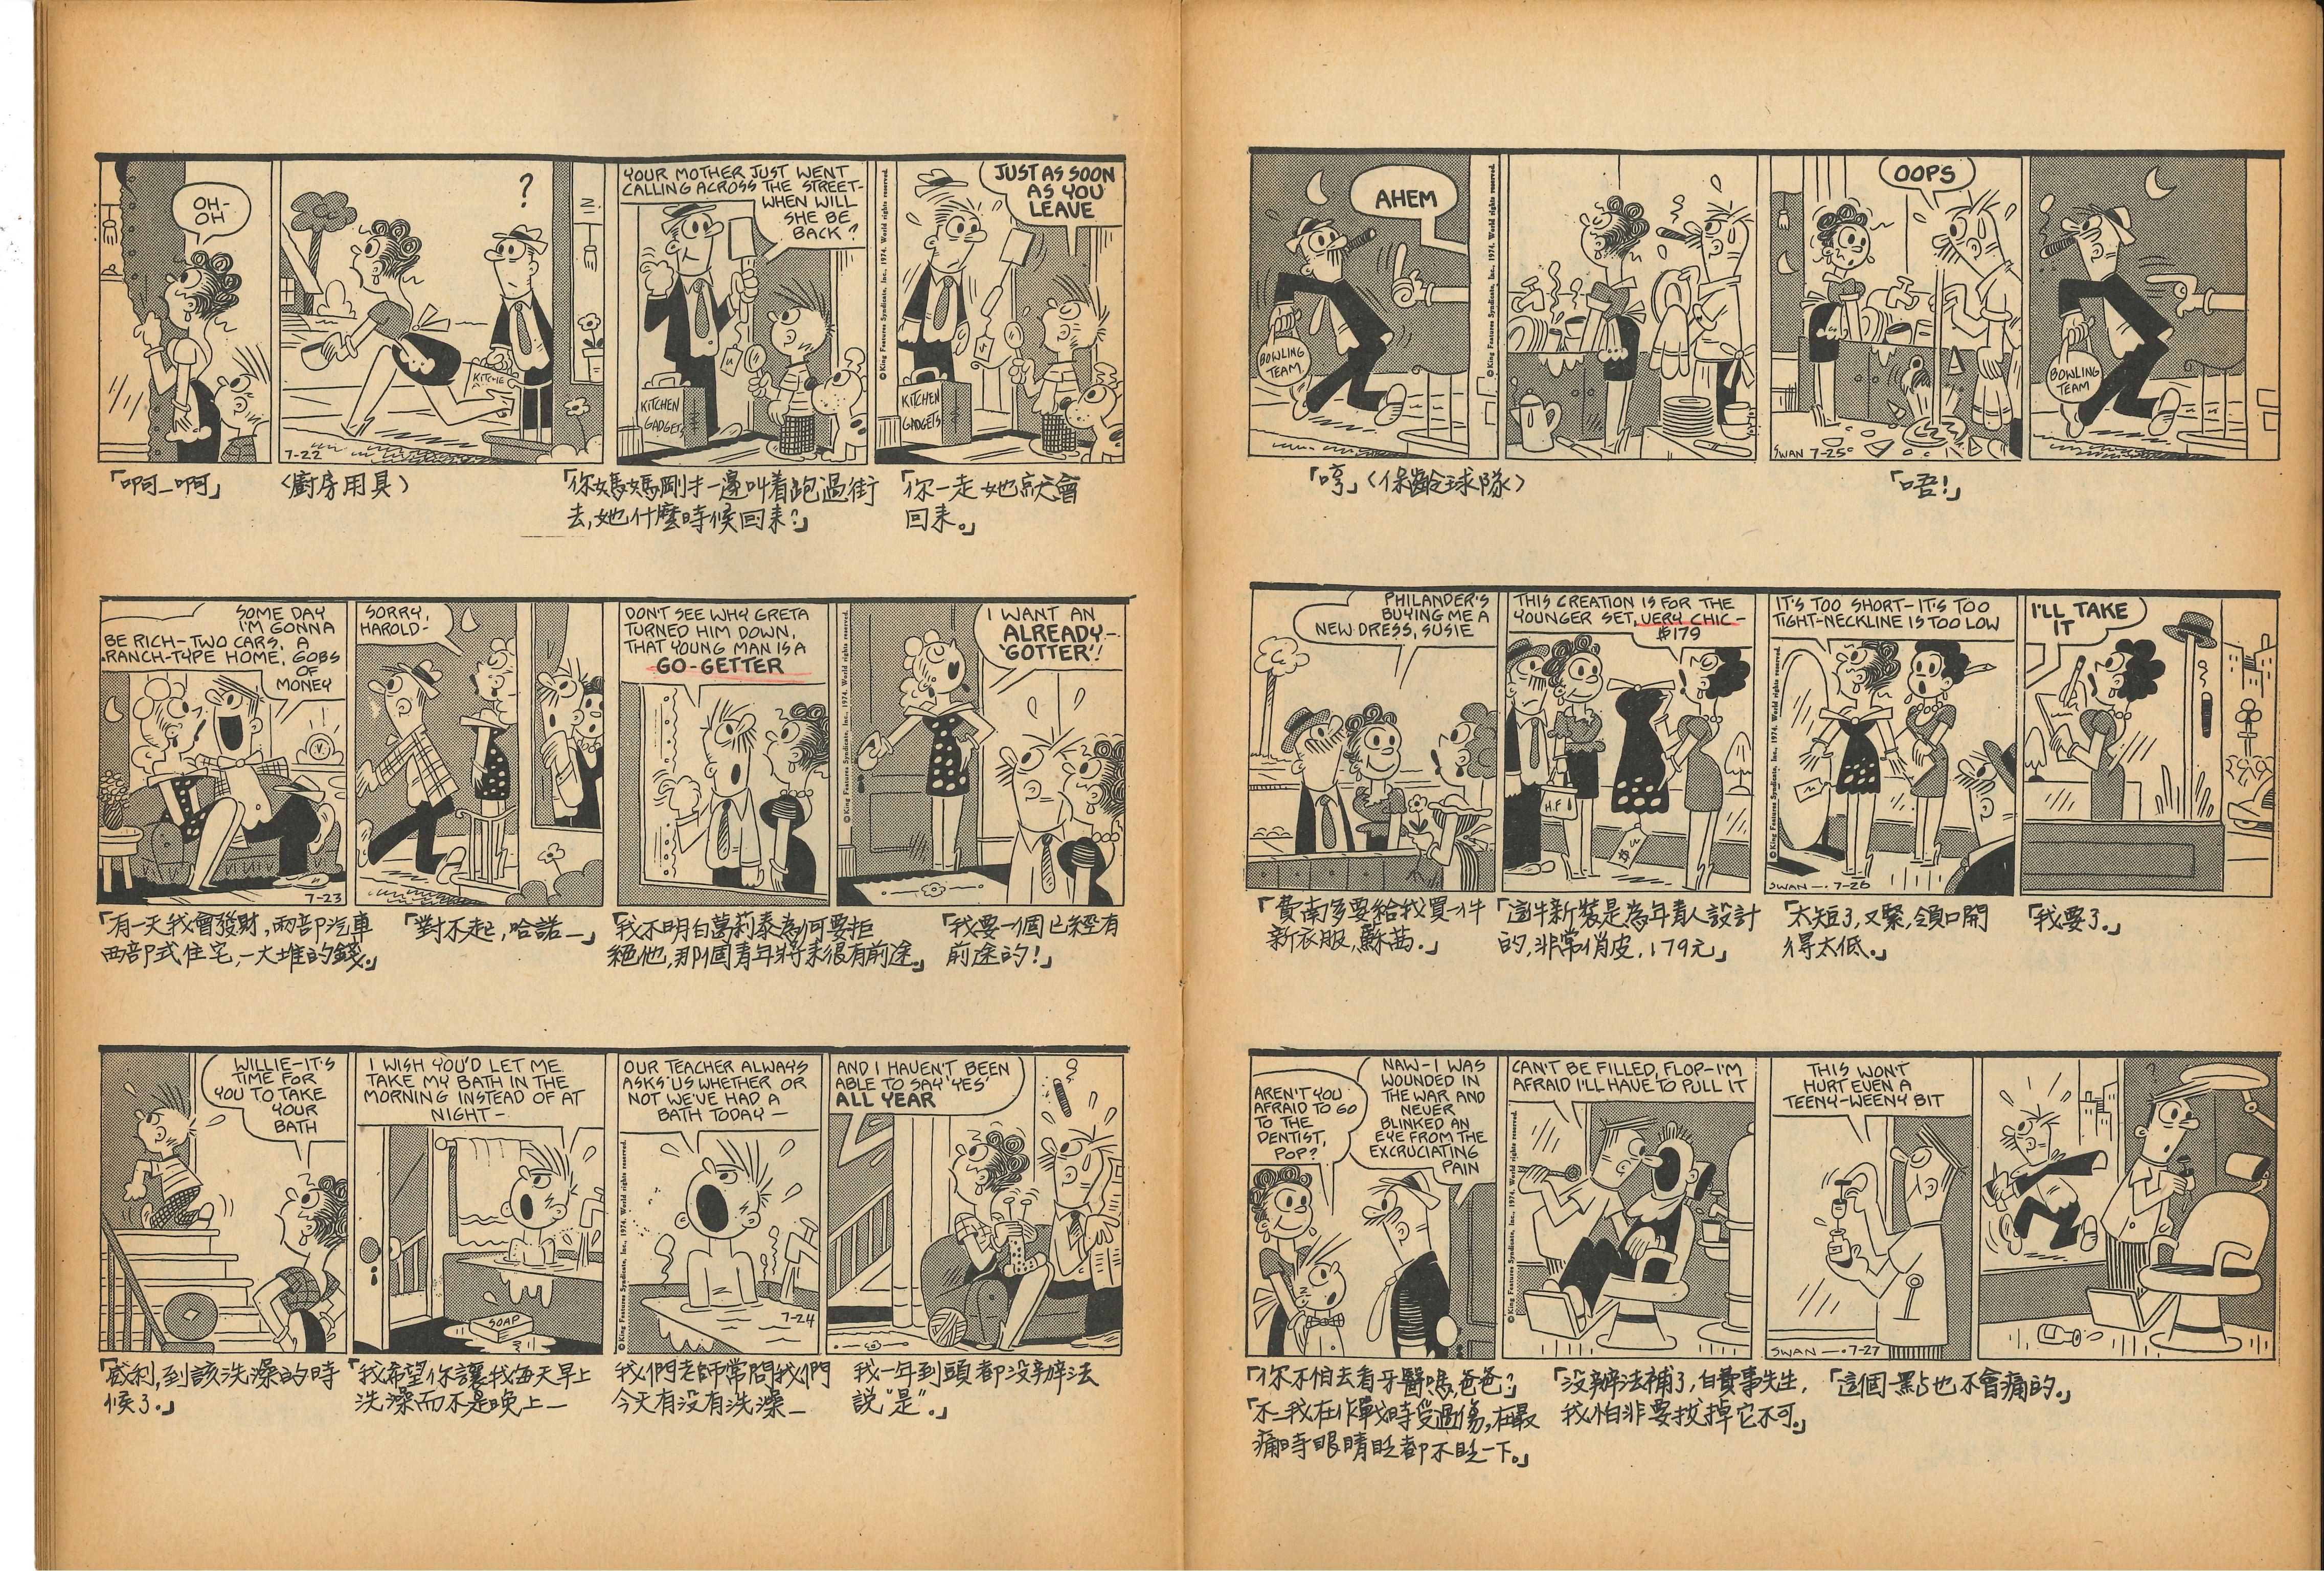 OH-
OH
7-22
KITCHE
?
YOUR MOTHER JUST WENT
CALLING ACROSS THE STREET-
WHEN WILL
SHE BE
BACK?
KITCHEN
GADGETS
© King Features Syndicate, Inc., 1974. World rights reserved.
JUST AS SOON
AS YOU
LEAVE
KITCHEN
GADGETS
「啊_啊」
〈廚房用具〉
「你媽媽剛才一邊叫着跑過街
去,她什麼時候回来?」
「你一走她就會
回来。」
SOME DAY
I'M GONNA
BE RICH-TWO CARS, A
RANCH-TYPE HOME, GOBS
OF
MONEY
7-23
SORRY,
HAROLD-
DON'T SEE WHY GRETA
TURNED HIM DOWN,
THAT YOUNG MAN IS A
GO-GETTER
© King Features Syndicate, Inc., 1974. World rights reserved.
I WANT AN
ALREADY-
'GOTTER'!
「有一天我會發財,兩部汽車
西部式住宅,一大堆的錢。」
「對不起,哈諾_」
「我不明白葛莉泰為何要拒
絕他,那個青年將来很有前途。」
「我要一個已經有
前途的!」
WILLIE-IT'S
TIME FOR
YOU TO TAKE
YOUR
BATH
I WISH YOU'D LET ME
TAKE MY BATH IN THE
MORNING INSTEAD OF AT
NIGHT-
SOAP
OUR TEACHER ALWAYS
ASKS US WHETHER OR
NOT WE'VE HAD A
BATH TODAY-
© King Features Syndicate, Inc., 1974. World rights reserved.
7-24
AND I HAVEN'T BEEN
ABLE TO SAY 'YES'
ALL YEAR
「威利,到該洗澡的時
候了。」
「我希望你讓我每天早上
洗澡而不是晚上_
我們老師常問我們
今天有没有洗澡_
我一年到頭都没辦法
説"是"。」
AHEM
BOWLING
TEAM
© King Features Syndicate, Inc., 1974. World rights reserved.
OOPS
SWAN 7-25
BOWLING
TEAM
「哼」〈保齡球隊〉
「唔!」
PHILANDER'S
BUYING ME A
NEW DRESS, SUSIE
THIS CREATION IS FOR THE
YOUNGER SET, VERY CHIC-
$179
H.F.
IT'S TOO SHORT-IT'S TOO
TIGHT-NECKLINE IS TOO LOW
© King Features Syndicate, Inc., 1974. World rights reserved.
SWAN-. 7-26
I'LL TAKE
IT
「費南多要給我買一件
新衣服,蘇茜。」
「這件新裝是為年青人設計
的,非常俏皮,179元」
「太短了,又緊,領口開
得太低。」
「我要了。」
AREN'T YOU
AFRAID TO GO
TO THE
DENTIST,
POP?
NAW-I WAS
WOUNDED IN
THE WAR AND
NEVER
BLINKED AN
EYE FROM THE
EXCRUCIATING
PAIN
CAN'T BE FILLED, FLOP-I'M
AFRAID I'LL HAVE TO PULL IT
© King Features Syndicate, Inc., 1974. World rights reserved.
THIS WON'T
HURT EVEN A
TEENY-WEENY BIT
SWAN-. 7-27
?
「你不怕去看牙醫嗎,爸爸?」
「不_我在作戰時受過傷,在最
痛時眼睛眨都不眨一下。」
「没辦法補了,白費事先生,
我怕非要拔掉它不可。」
「這個一點也不會痛的。」